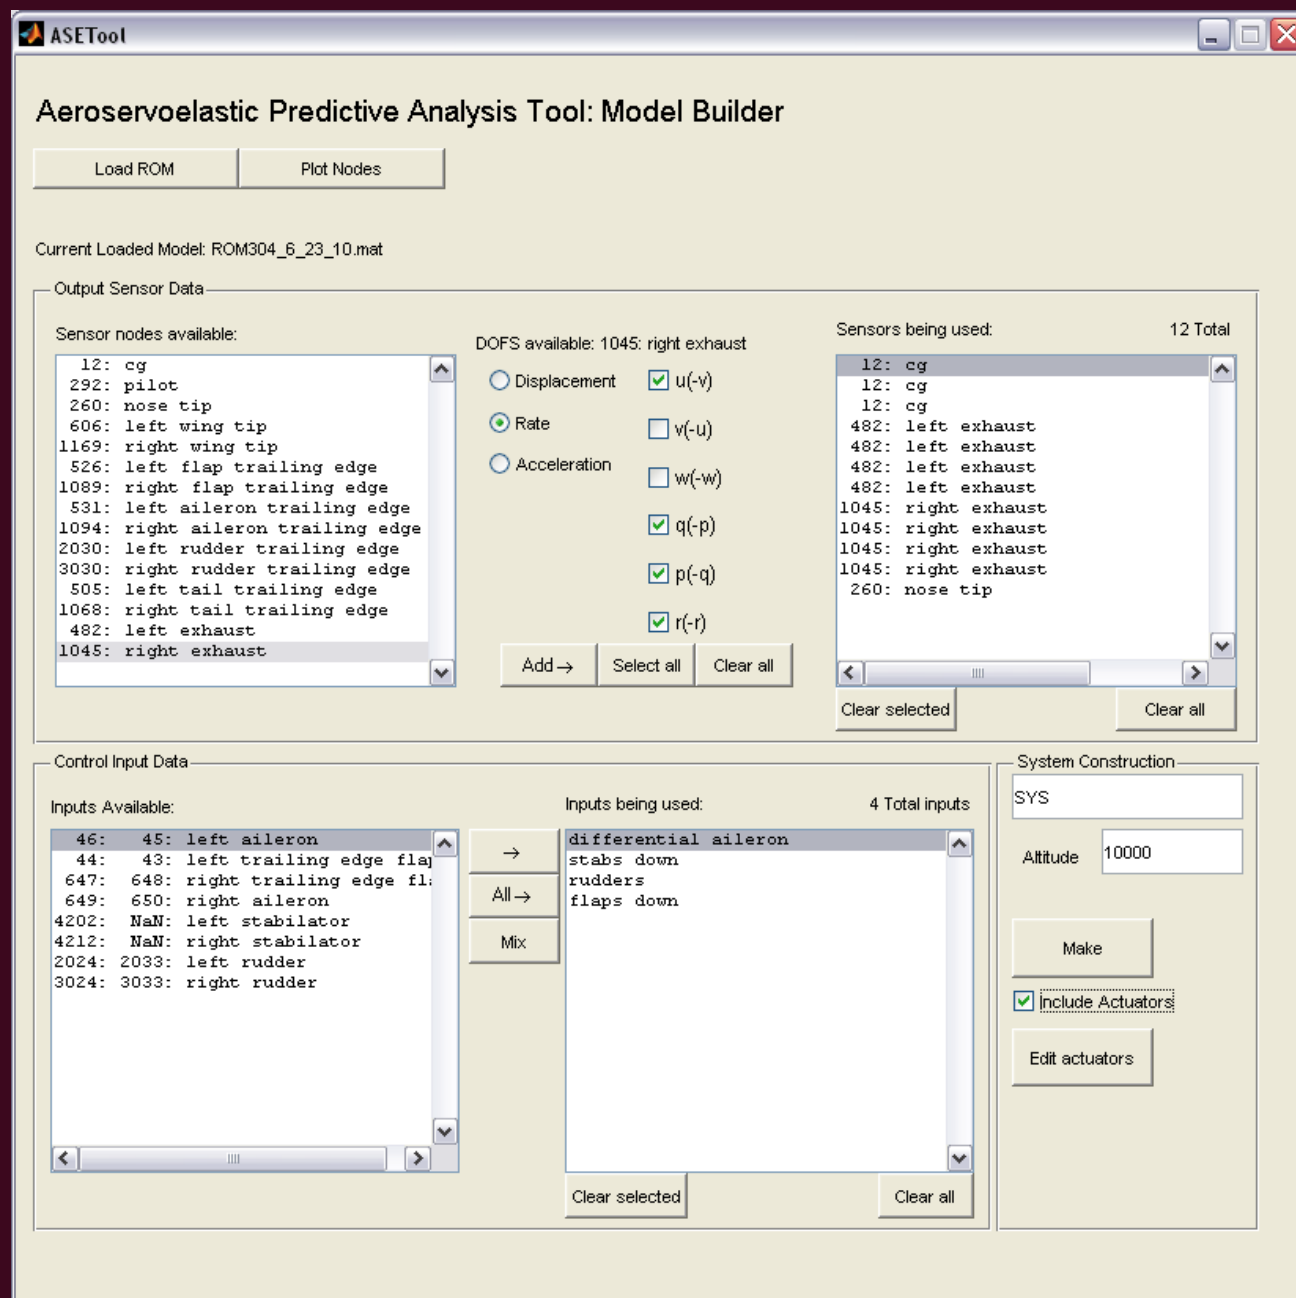 ASETool
Aeroservoelastic Predictive Analysis Tool: Model Builder
Load ROM
Plot Nodes
Current Loaded Model: ROM304_6_23_10.mat
Output Sensor Data
Sensor nodes available:
12: cg
292: pilot
260: nose tip
606: left wing tip
1169: right wing tip
526: left flap trailing edge
1089: right flap trailing edge
531: left aileron trailing edge
1094: right aileron trailing edge
2030: left rudder trailing edge
3030: right rudder trailing edge
505: left tail trailing edge
1068: right tail trailing edge
482: left exhaust
1045: right exhaust
DOFS available: 1045: right exhaust
Displacement
Rate
Acceleration
u(-v)
v(-u)
w(-w)
q(-p)
p(-q)
r(-r)
Add→
Select all
Clear all
Sensors being used:
12 Total
12: cg
12: cg
12: cg
482: left exhaust
482: left exhaust
482: left exhaust
482: left exhaust
1045: right exhaust
1045: right exhaust
1045: right exhaust
1045: right exhaust
260: nose tip
Clear selected
Clear all
Control Input Data
Inputs Available:
46: 45: left aileron
44: 43: left trailing edge flap
647: 648: right trailing edge fla
649: 650: right aileron
4202: NaN: left stabilator
4212: NaN: right stabilator
2024: 2033: left rudder
3024: 3033: right rudder
→
All→
Mix
Inputs being used:
4 Total inputs
differential aileron
stabs down
rudders
flaps down
Clear selected
Clear all
System Construction
SYS
Altitude
10000
Make
Include Actuators
Edit actuators